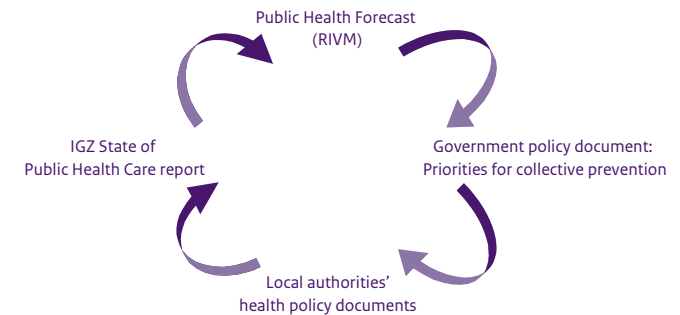 Public Health Forecast
(RIVM)
Government policy document:
Priorities for collective prevention
Local authorities’
health policy documents
IGZ State of
Public Health Care report